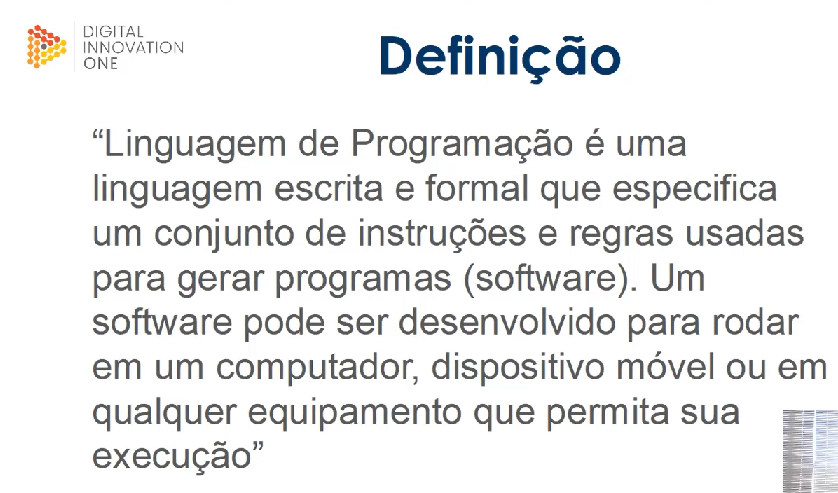 DIGITAL
INNOVATION
ONE
Definição
“Linguagem de Programação é uma
linguagem escrita e formal que especifica
um conjunto de instruções e regras usadas
para gerar programas (software). Um
software pode ser desenvolvido para rodar
em um computador, dispositivo móvel ou em
qualquer equipamento que permita sua
execução”